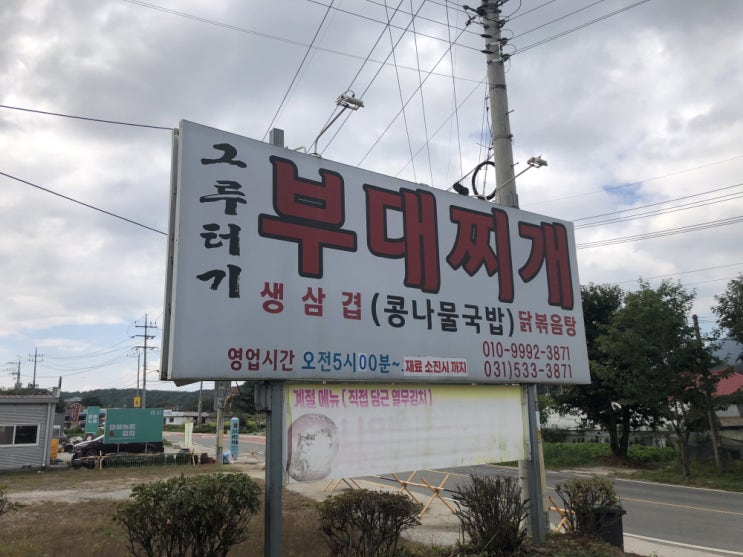 그루터기
부대찌개
생삼겹 (콩나물국밥) 닭볶음탕
영업시간 오전5시00분~ 재료 소진시 까지
010-9992-3871
031)533-3871
계절 메뉴 ( 직접 담근 열무김치 )